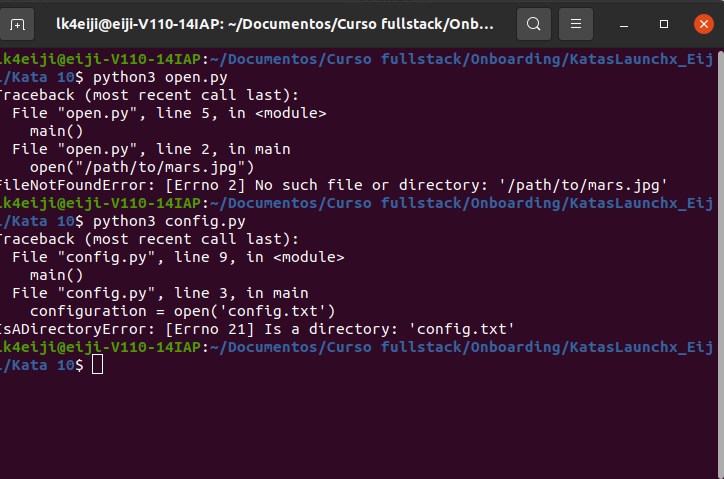 lk4eiji@eiji-V110-14IAP: ~/Documentos/Curso fullstack/Onb...
lk4eiji@eiji-V110-14IAP:~/Documentos/Curso fullstack/Onboarding/KatasLaunchx_Eij
i/Kata 10$ python3 open.py
Traceback (most recent call last):
  File "open.py", line 5, in <module>
    main()
  File "open.py", line 2, in main
    open("/path/to/mars.jpg")
FileNotFoundError: [Errno 2] No such file or directory: '/path/to/mars.jpg'
lk4eiji@eiji-V110-14IAP:~/Documentos/Curso fullstack/Onboarding/KatasLaunchx_Eij
i/Kata 10$ python3 config.py
Traceback (most recent call last):
  File "config.py", line 9, in <module>
    main()
  File "config.py", line 3, in main
    configuration = open('config.txt')
IsADirectoryError: [Errno 21] Is a directory: 'config.txt'
lk4eiji@eiji-V110-14IAP:~/Documentos/Curso fullstack/Onboarding/KatasLaunchx_Eij
i/Kata 10$